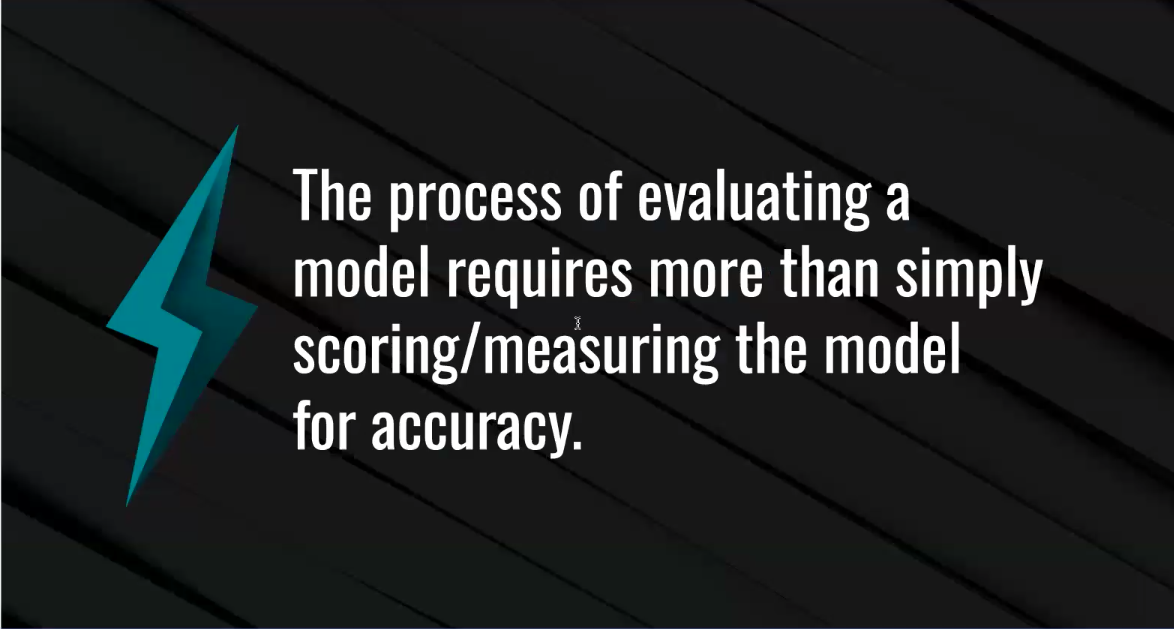 The process of evaluating a
model requires more than simply
scoring/measuring the model
for accuracy.